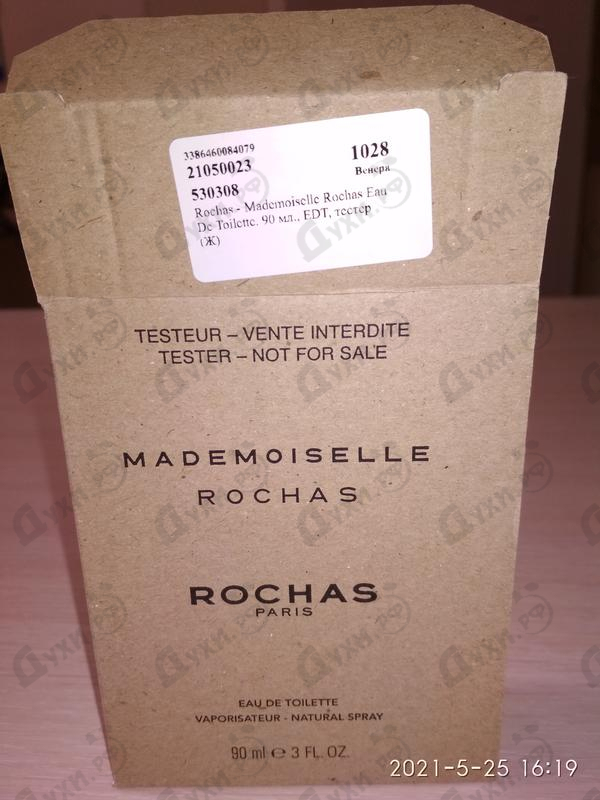 3386460084079
21050023
1028
Венера
530308
Rochas - Mademoiselle Rochas Eau
De Toilette. 90 мл., EDT, тестер
(Ж)
TESTEUR – VENTE INTERDITE
TESTER – NOT FOR SALE
MADEMOISELLE
ROCHAS
ROCHAS
PARIS
EAU DE TOILETTE
VAPORISATEUR - NATURAL SPRAY
90 ml e 3 FL. OZ.
2021-5-25 16:19
Духи.рф